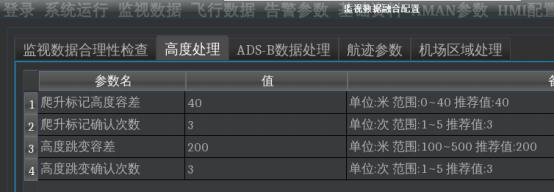 登录 系统运行 监视数据 飞行数据 告警参数 MAN参数 HMI配
监视数据融合配置
监视数据合理性检查 高度处理 ADS-B数据处理 航迹参数 机场区域处理
参数名 值
1 爬升标记高度容差 40 单位:米 范围:0~40 推荐值:40
2 爬升标记确认次数 3 单位:次 范围:1~5 推荐值:3
3 高度跳变容差 200 单位:米 范围:100~500 推荐值:200
4 高度跳变确认次数 3 单位:次 范围:1~5 推荐值:3